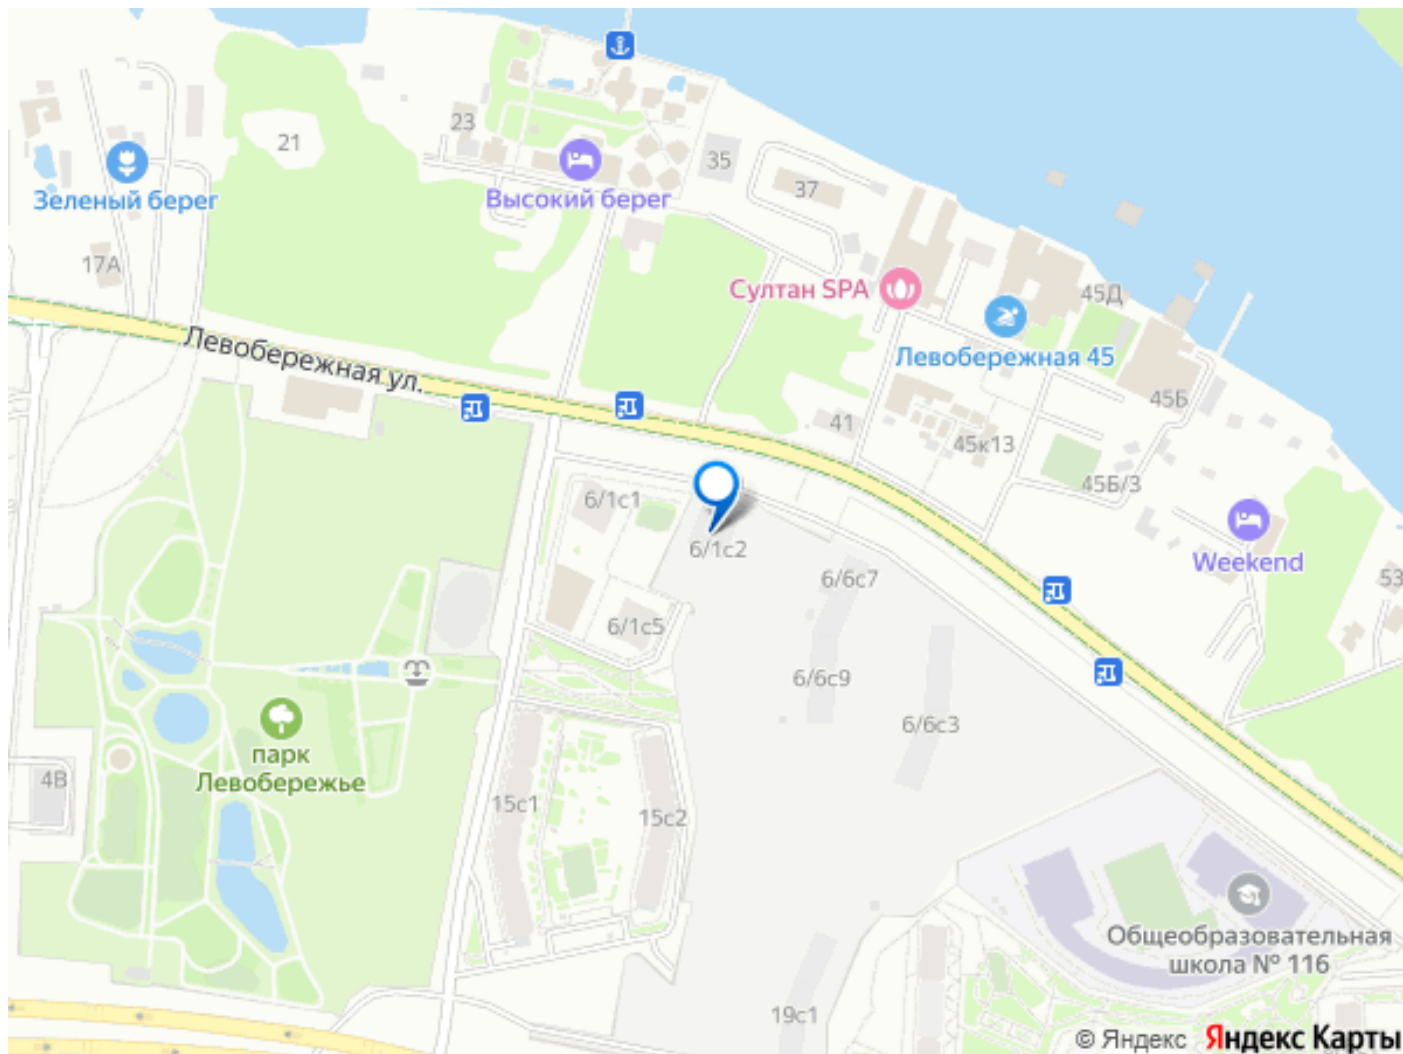 21
23
35
37
Зеленый берег
Высокий берег
17А
Султан SPA
45Д
Левобережная 45
Левобережная ул.
41
45Б
45к13
45Б/3
6/1с1
6/1с2
6/6с7
Weekend
53
6/1с5
6/6с9
6/6с3
парк
Левобережье
4В
15с1
15с2
Общеобразовательная
школа № 116
19с1
© Яндекс Яндекс Карты